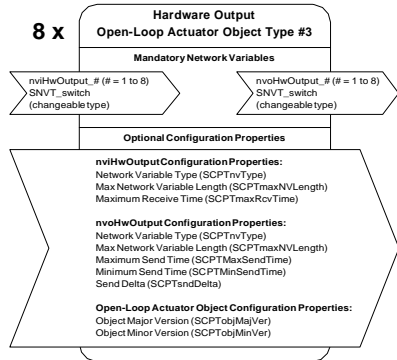 8 x
Hardware Output
Open-Loop Actuator Object Type #3
Mandatory Network Variables
nviHwOutput_# (# = 1 to 8)
SNVT_switch
(changeable type)
nvoHwOutput_# (# = 1 to 8)
SNVT_switch
(changeable type)
Optional Configuration Properties
nviHwOutput Configuration Properties:
Network Variable Type (SCPTnvType)
Max Network Variable Length (SCPTmaxNVLength)
Maximum Receive Time (SCPTmaxRcvTime)
nvoHwOutput Configuration Properties:
Network Variable Type (SCPTnvType)
Max Network Variable Length (SCPTmaxNVLength)
Maximum Send Time (SCPTMaxSendTime)
Minimum Send Time (SCPTMinSendTime)
Send Delta (SCPTsndDelta)
Open-Loop Actuator Object Configuration Properties:
Object Major Version (SCPTobjMajVer)
Object Minor Version (SCPTobjMinVer)